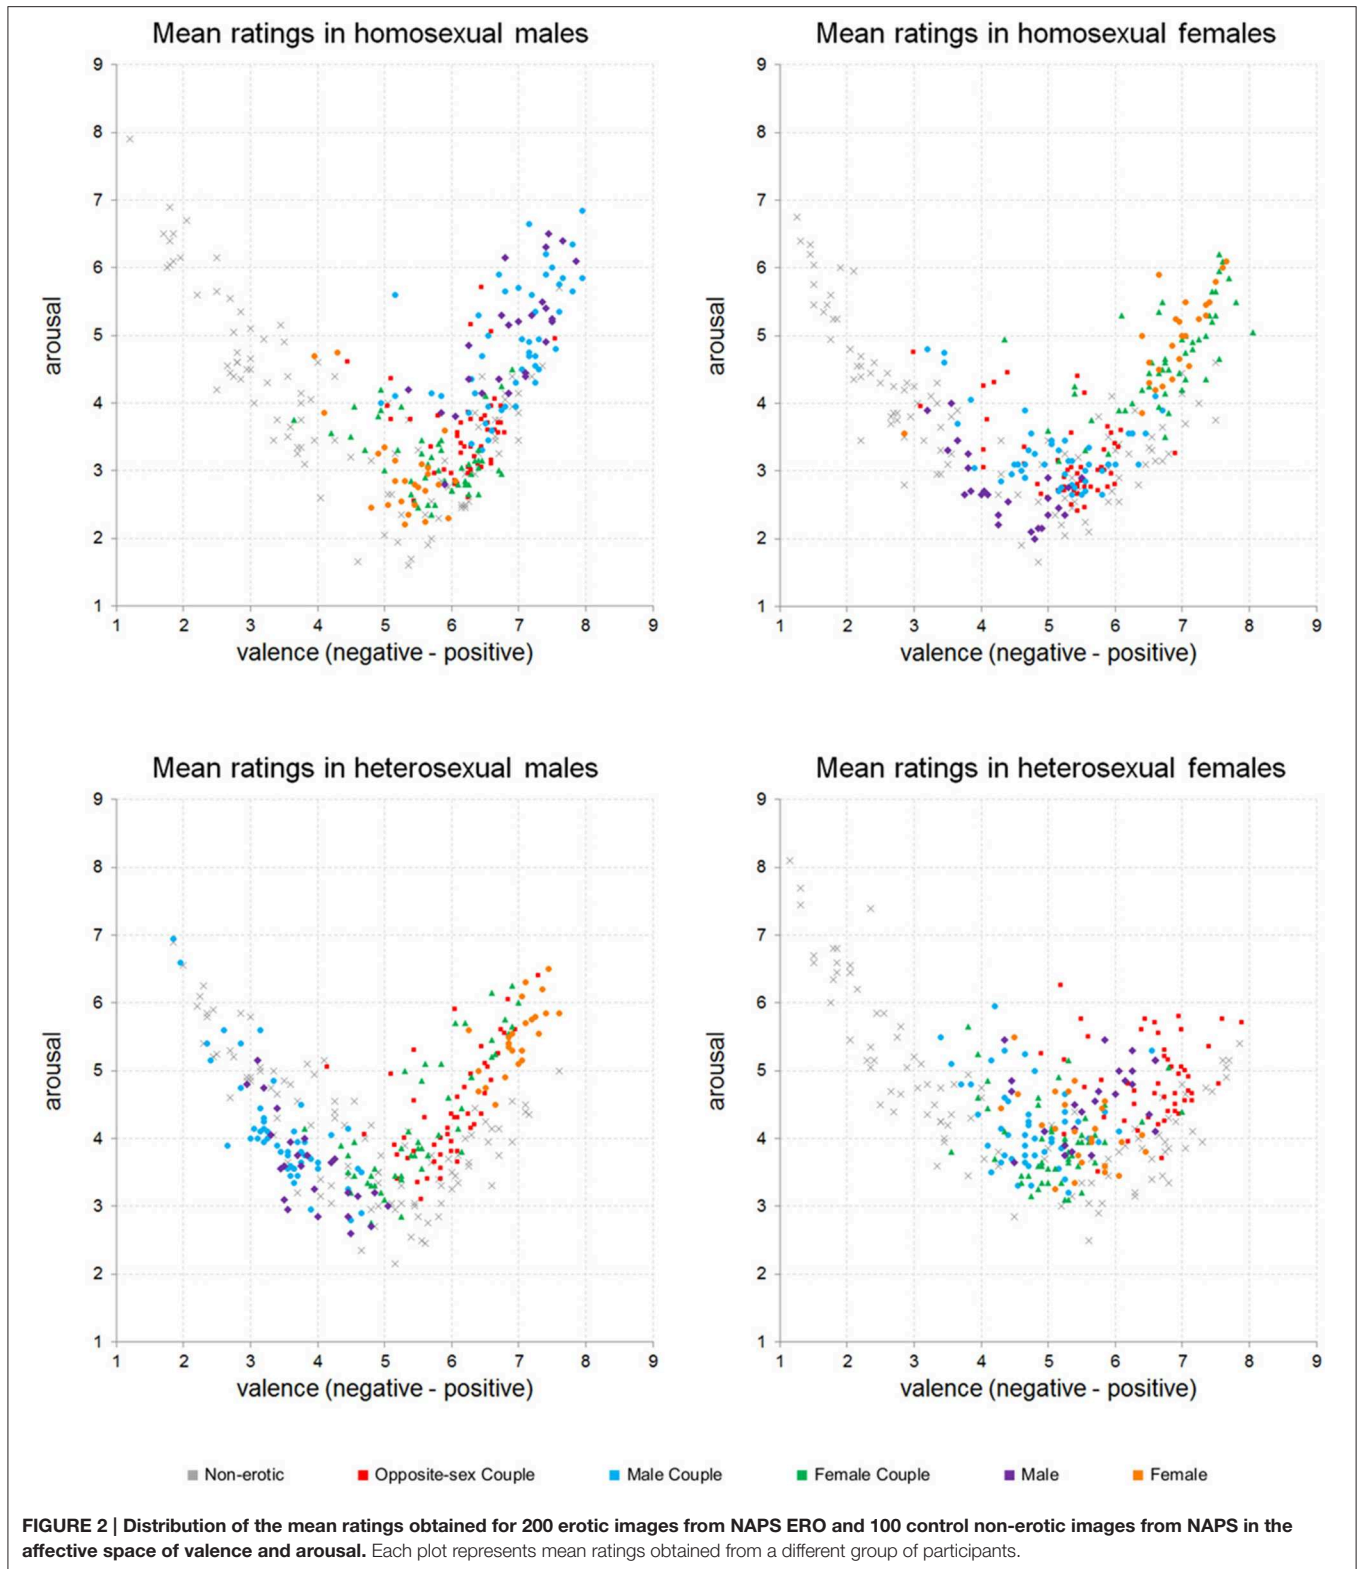 Mean ratings in homosexual males
9
8
7
6
5
4
3
2
1
arousal
1 2 3 4 5 6 7 8 9
valence (negative - positive)
Mean ratings in homosexual females
9
8
7
6
5
4
3
2
1
arousal
1 2 3 4 5 6 7 8 9
valence (negative - positive)
Mean ratings in heterosexual males
9
8
7
6
5
4
3
2
1
arousal
1 2 3 4 5 6 7 8 9
valence (negative - positive)
Mean ratings in heterosexual females
9
8
7
6
5
4
3
2
1
arousal
1 2 3 4 5 6 7 8 9
valence (negative - positive)
Non-erotic Opposite-sex Couple Male Couple Female Couple Male Female
FIGURE 2 | Distribution of the mean ratings obtained for 200 erotic images from NAPS ERO and 100 control non-erotic images from NAPS in the
affective space of valence and arousal. Each plot represents mean ratings obtained from a different group of participants.